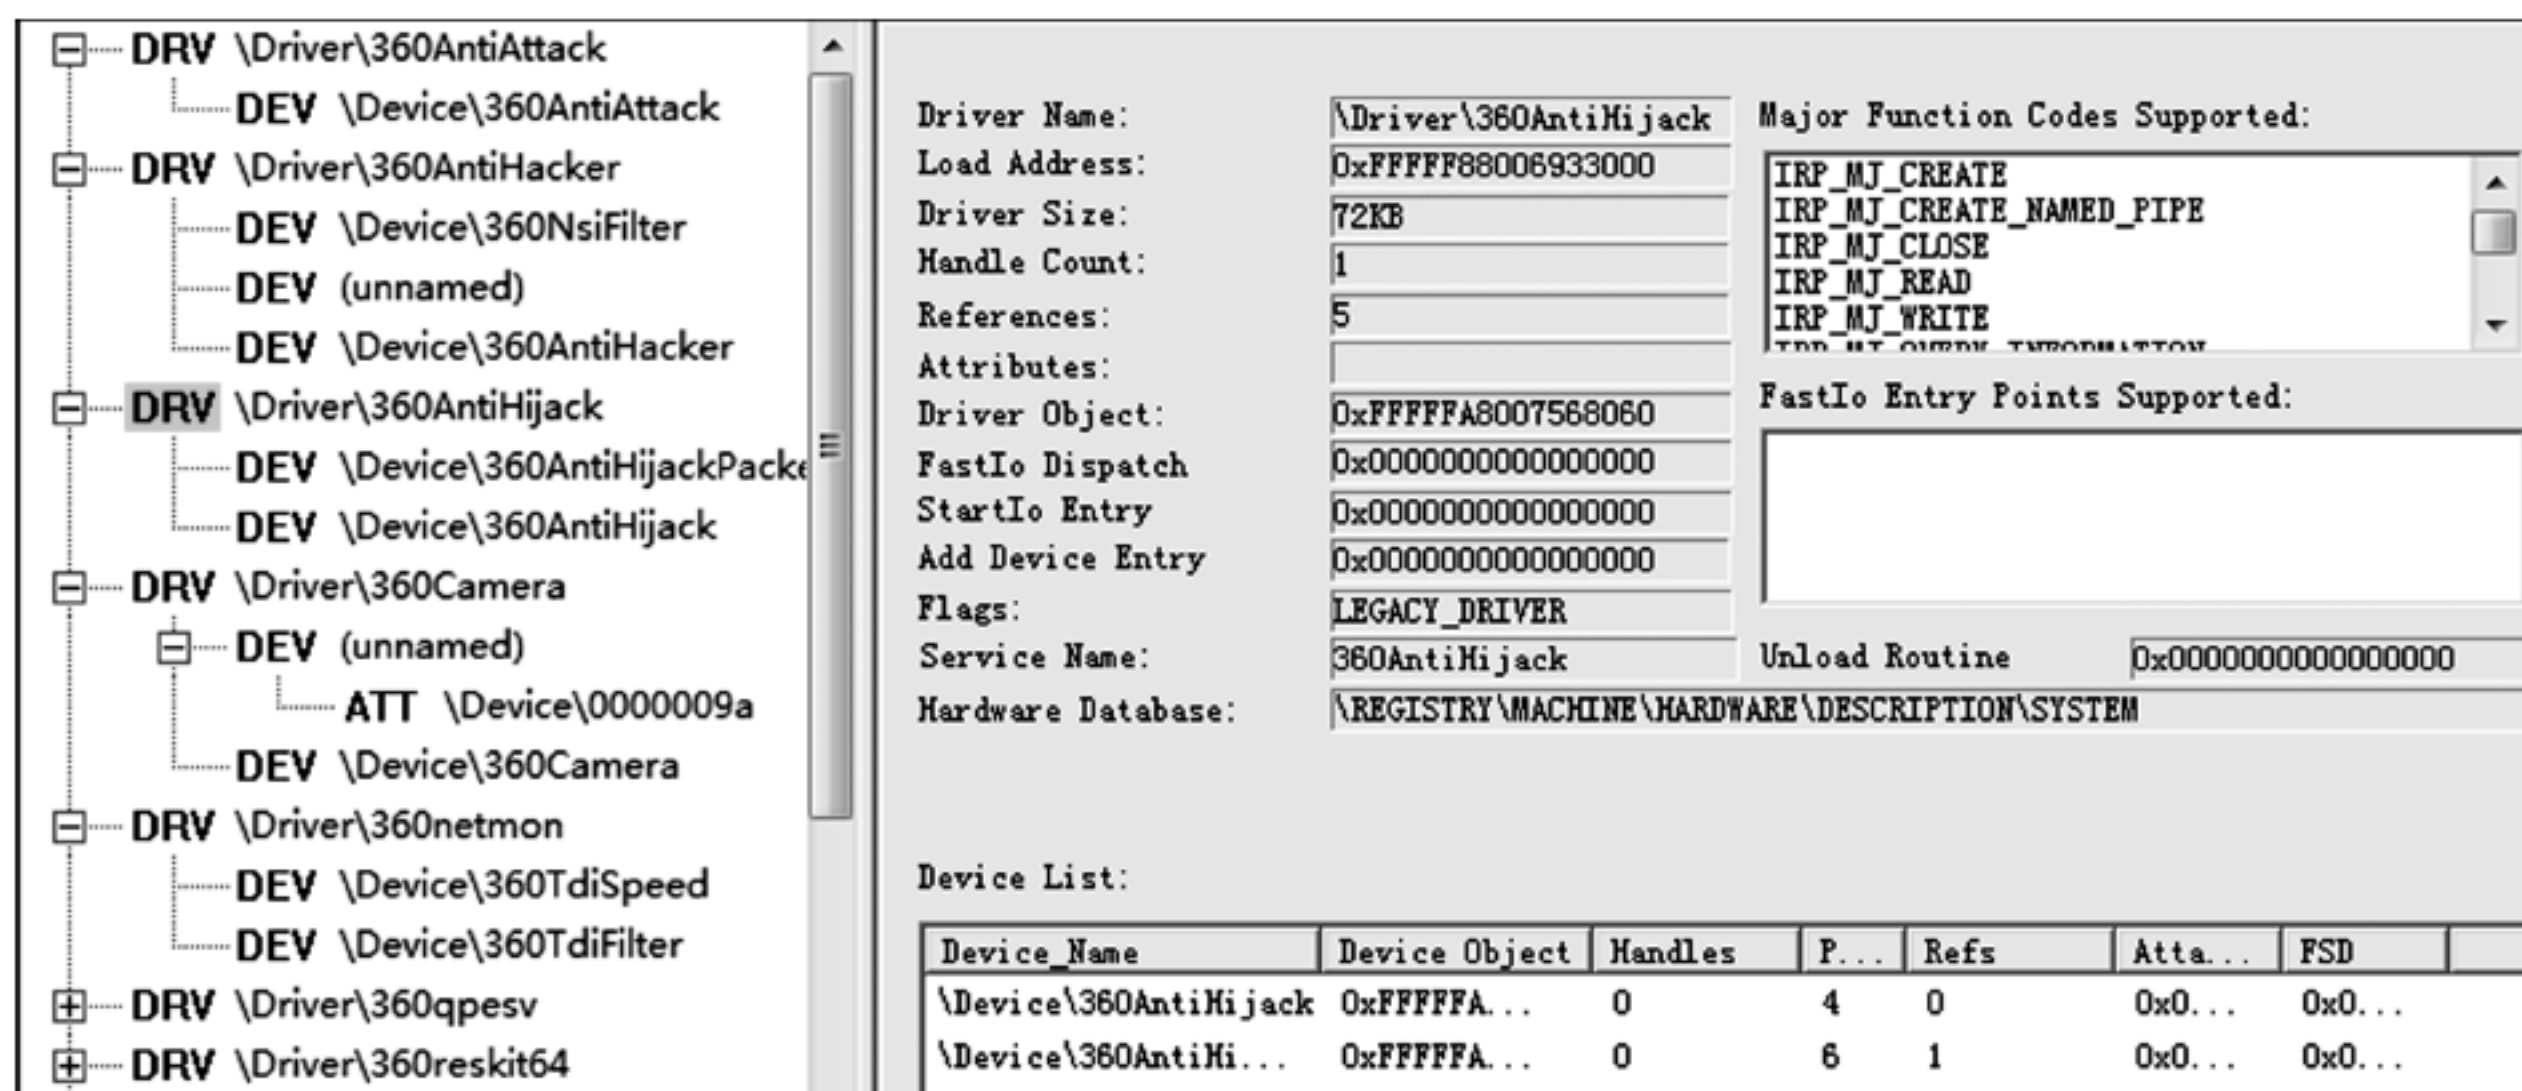 DRV \Driver\360AntiAttack
DEV \Device\360AntiAttack
DRV \Driver\360AntiHacker
DEV \Device\360NsiFilter
DEV (unnamed)
DEV \Device\360AntiHacker
DRV \Driver\360AntiHijack
DEV \Device\360AntiHijackPacke
DEV \Device\360AntiHijack
DRV \Driver\360Camera
DEV (unnamed)
ATT \Device\0000009a
DEV \Device\360Camera
DRV \Driver\360netmon
DEV \Device\360TdiSpeed
DEV \Device\360TdiFilter
DRV \Driver\360qpesv
DRV \Driver\360reskit64
Driver Name: \Driver\360AntiHijack
Load Address: 0xFFFFF88006933000
Driver Size: 72KB
Handle Count: 1
References: 5
Attributes:
Driver Object: 0xFFFFFA8007568060
FastIo Dispatch 0x0000000000000000
StartIo Entry 0x0000000000000000
Add Device Entry 0x0000000000000000
Flags: LEGACY_DRIVER
Service Name: 360AntiHijack
Hardware Database: \REGISTRY\MACHINE\HARDWARE\DESCRIPTION\SYSTEM
Major Function Codes Supported:
IRP_MJ_CREATE
IRP_MJ_CREATE_NAMED_PIPE
IRP_MJ_CLOSE
IRP_MJ_READ
IRP_MJ_WRITE
IRP_MJ_QUERY_INFORMATION
FastIo Entry Points Supported:
Unload Routine 0x0000000000000000
Device List:
Device_Name Device Object Handles P... Refs Atta... FSD
\Device\360AntiHijack 0xFFFFFA... 0 4 0 0x0... 0x0...
\Device\360AntiHi... 0xFFFFFA... 0 6 1 0x0... 0x0...